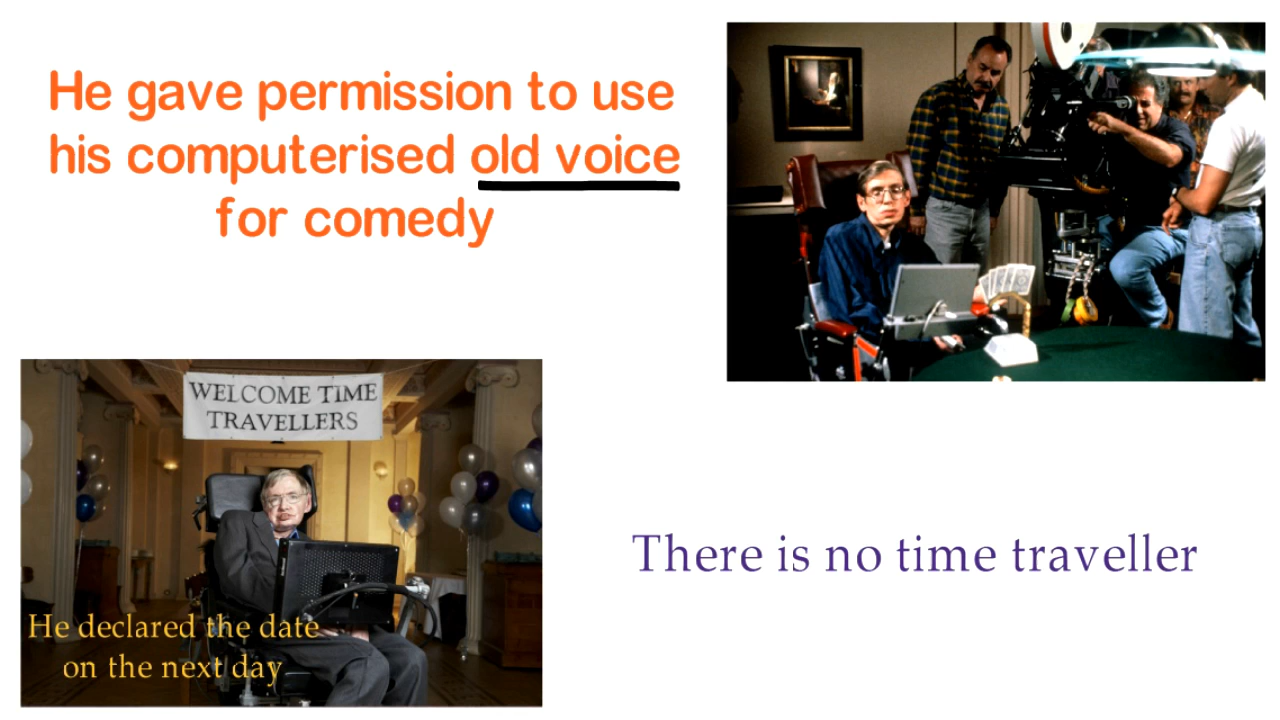 He gave permission to use
his computerised old voice
for comedy
WELCOME TIME
TRAVELLERS
He declared the date
on the next day
There is no time traveller